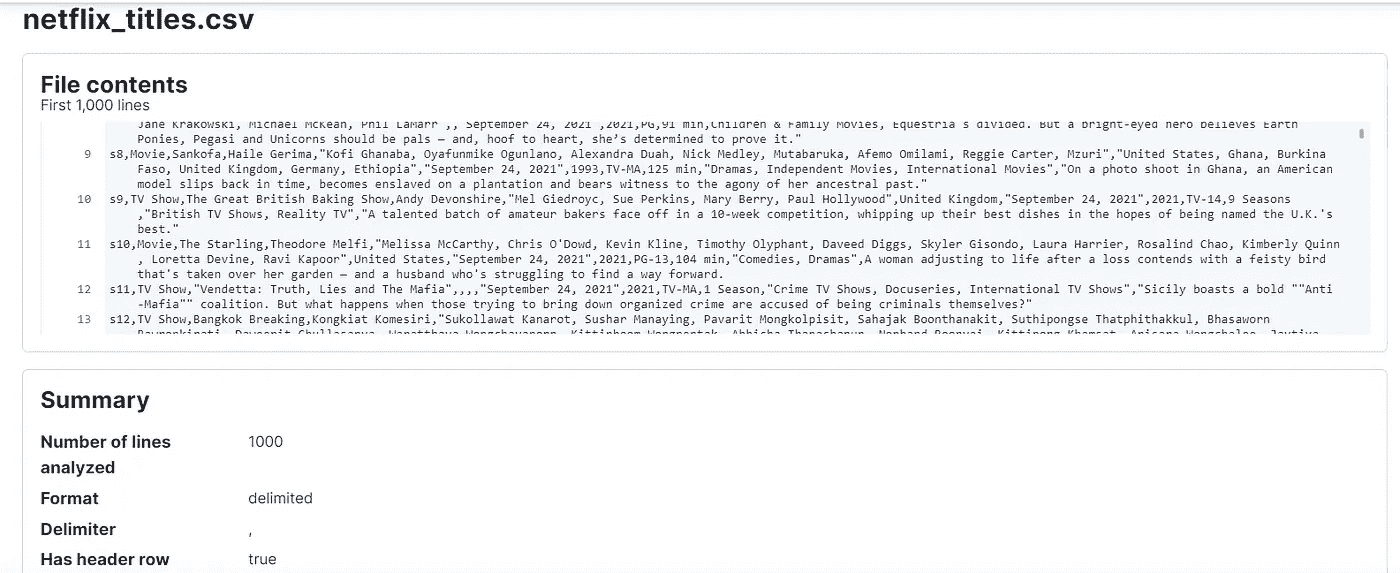 netflix_titles.csv
File contents
First 1,000 lines
Jane Krakowski, Michael McKean, Phil LaMarr ,, September 24, 2021 ,2021,PG,91 min,Children & Family Movies, Equestria s divided. But a bright-eyed hero believes Earth
Ponies, Pegasi and Unicorns should be pals — and, hoof to heart, she's determined to prove it."
9 s8,Movie,Sankofa,Haile Gerima,"Kofi Ghanaba, Oyafunmike Ogunlano, Alexandra Duah, Nick Medley, Mutabaruka, Afemo Omilami, Reggie Carter, Mzuri","United States, Ghana, Burkina
Faso, United Kingdom, Germany, Ethiopia","September 24, 2021",1993,TV-MA,125 min,"Dramas, Independent Movies, International Movies","On a photo shoot in Ghana, an American
model slips back in time, becomes enslaved on a plantation and bears witness to the agony of her ancestral past."
10 s9,TV Show,The Great British Baking Show,Andy Devonshire,"Mel Giedroyc, Sue Perkins, Mary Berry, Paul Hollywood",United Kingdom,"September 24, 2021",2021,TV-14,9 Seasons
,"British TV Shows, Reality TV","A talented batch of amateur bakers face off in a 10-week competition, whipping up their best dishes in the hopes of being named the U.K.'s
best."
11 s10,Movie,The Starling,Theodore Melfi,"Melissa McCarthy, Chris O'Dowd, Kevin Kline, Timothy Olyphant, Daveed Diggs, Skyler Gisondo, Laura Harrier, Rosalind Chao, Kimberly Quinn
, Loretta Devine, Ravi Kapoor",United States,"September 24, 2021",2021,PG-13,104 min,"Comedies, Dramas",A woman adjusting to life after a loss contends with a feisty bird
that's taken over her garden — and a husband who's struggling to find a way forward.
12 s11,TV Show,"Vendetta: Truth, Lies and The Mafia",,,,"September 24, 2021",2021,TV-MA,1 Season,"Crime TV Shows, Docuseries, International TV Shows","Sicily boasts a bold ""Anti
-Mafia"" coalition. But what happens when those trying to bring down organized crime are accused of being criminals themselves?"
13 s12,TV Show,Bangkok Breaking,Kongkiat Komesiri,"Sukollawat Kanarot, Sushar Manaying, Pavarit Mongkolpisit, Sahajak Boonthanakit, Suthipongse Thatphithakkul, Bhasaworn
Summary
Number of lines analyzed 1000
Format delimited
Delimiter ,
Has header row true